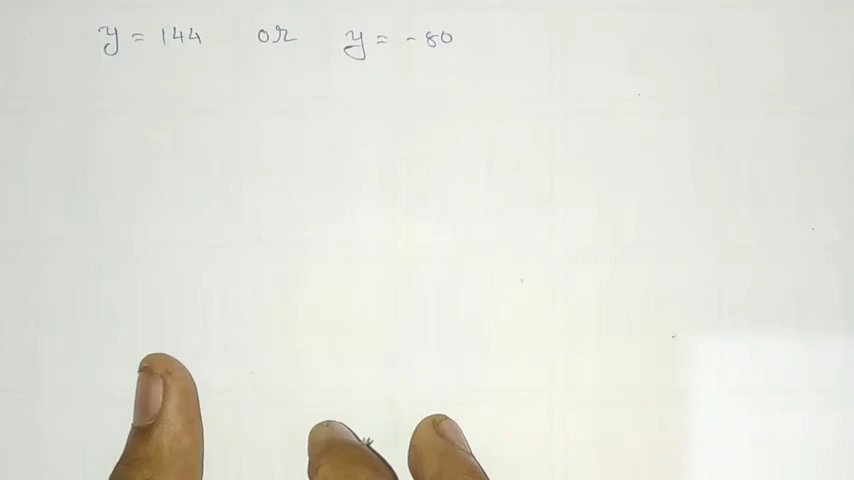 y = 144 or y = -80